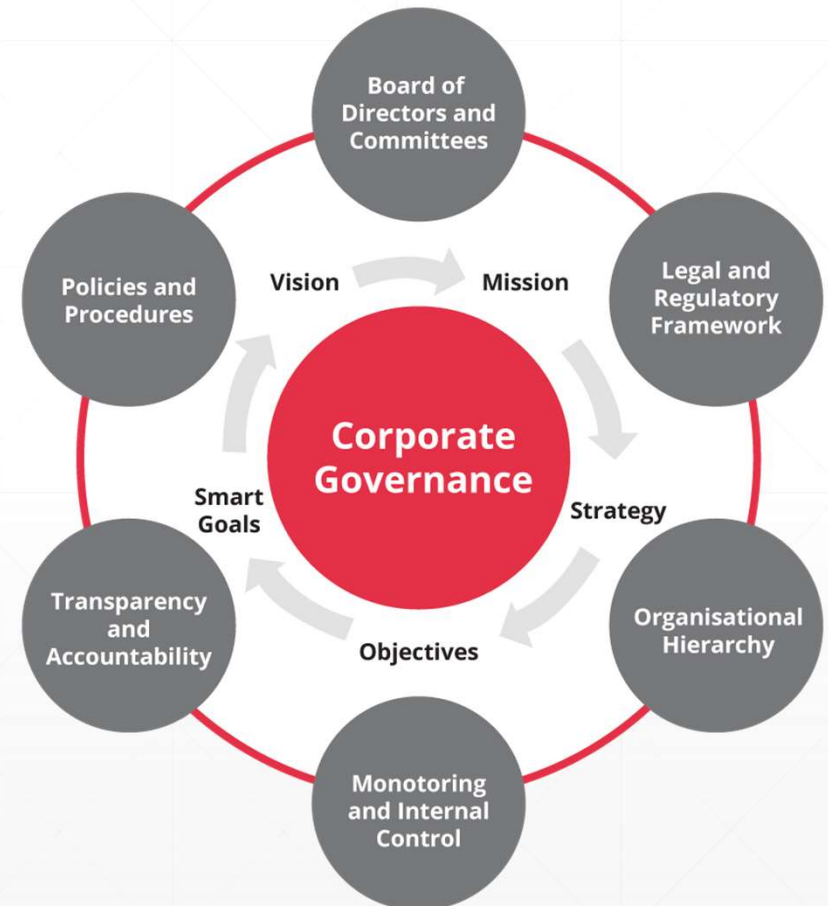 Board of
Directors and
Committees
Policies and
Procedures
Legal and
Regulatory
Framework
Vision
Mission
Corporate
Governance
Smart
Goals
Strategy
Transparency
and
Accountability
Organisational
Hierarchy
Objectives
Monotoring
and Internal
Control